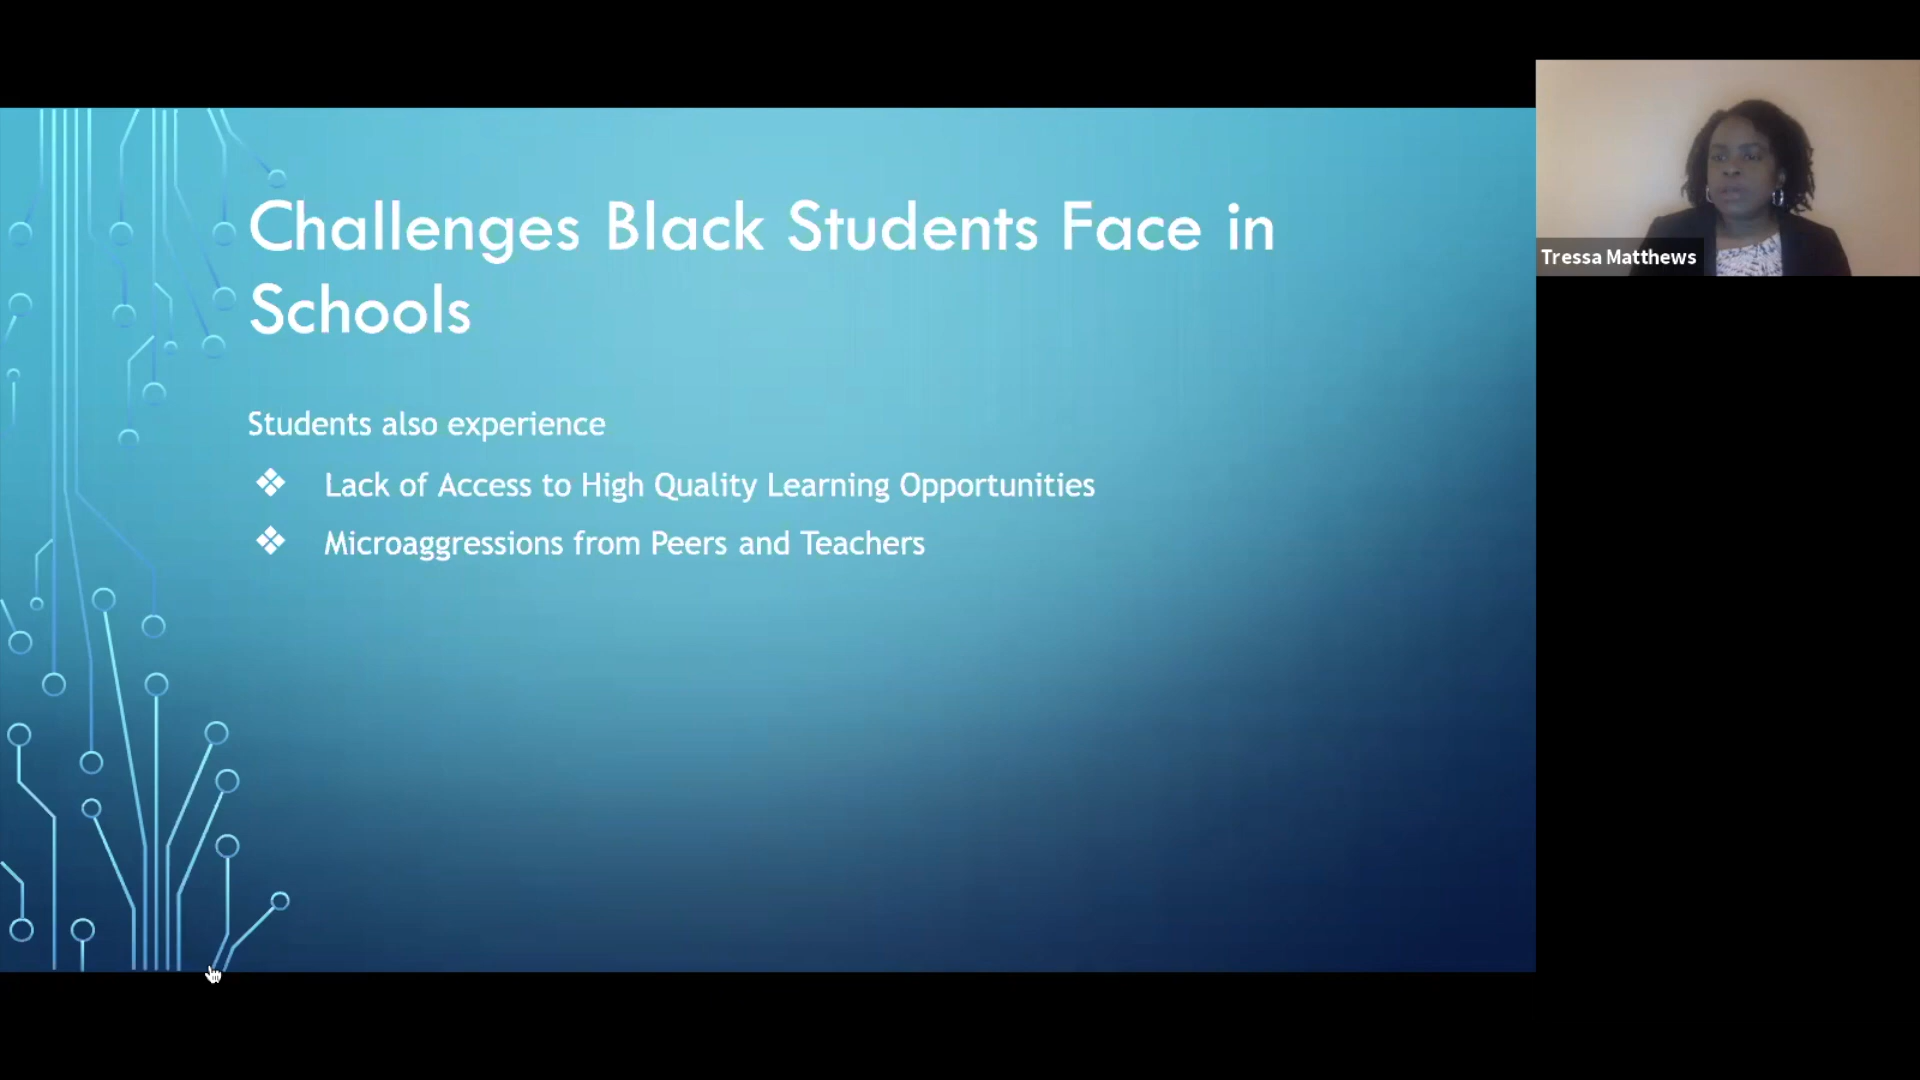 Challenges Black Students Face in
Schools
Students also experience
❖ Lack of Access to High Quality Learning Opportunities
❖ Microaggressions from Peers and Teachers
Tressa Matthews